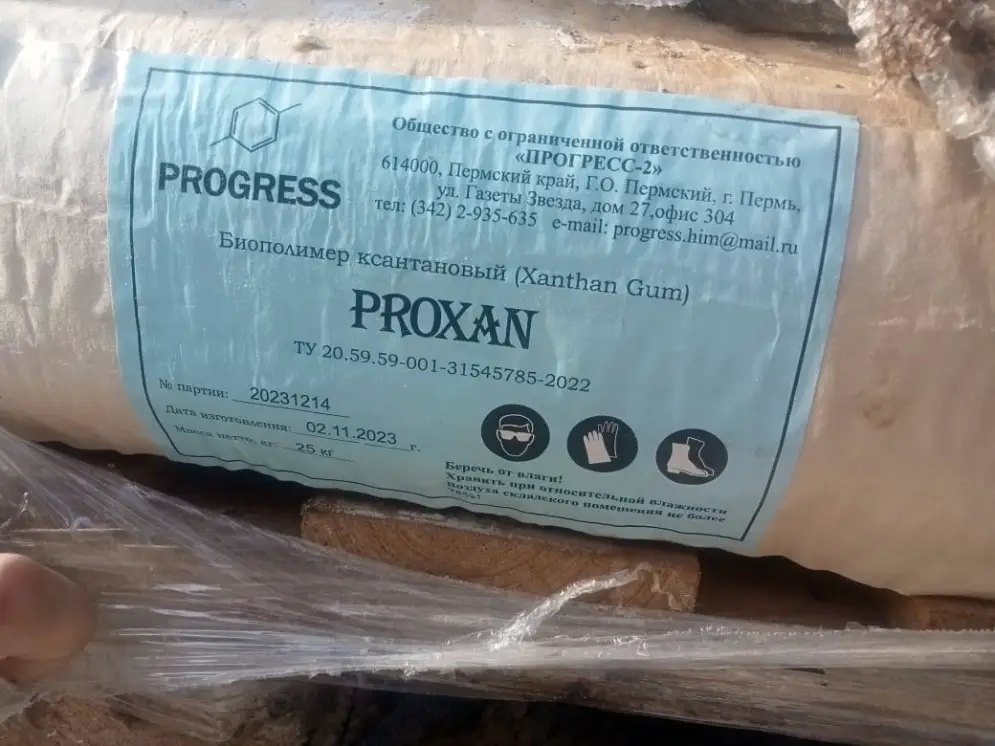 PROGRESS
Общество с ограниченной ответственностью
«ПРОГРЕСС-2»
614000, Пермский край, Г.О. Пермский, г. Пермь,
ул. Газеты Звезда, дом 27,офис 304
тел: (342) 2-935-635 e-mail: progress.him@mail.ru
Биополимер ксантановый (Xanthan Gum)
PROXAN
ТУ 20.59.59-001-31545785-2022
№ партии: 20231214
Дата изготовления: 02.11.2023 г.
Масса нетто, кг: 25 кг
Беречь от влаги!
Хранить при относительной влажности
воздуха складского помещения не более